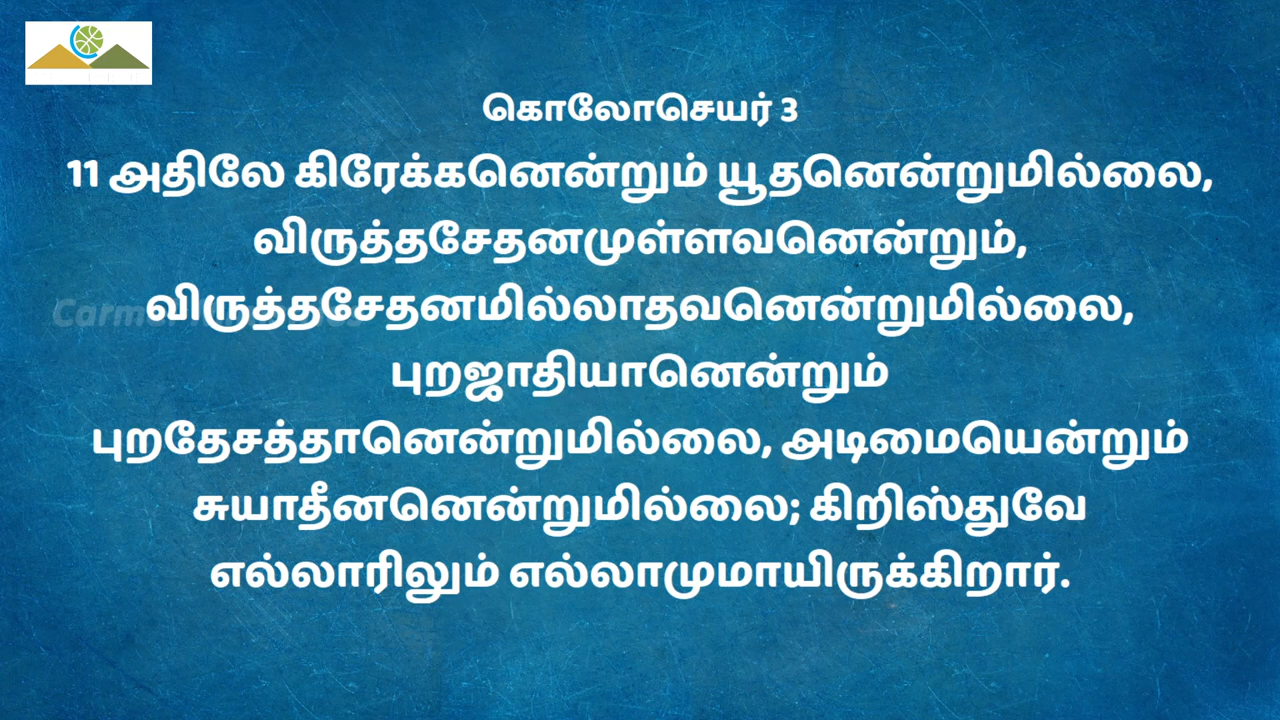 கொலோசெயர் 3
11 அதிலே கிரேக்கனென்றும் யூதனென்றுமில்லை,
விருத்தசேதனமுள்ளவனென்றும்,
விருத்தசேதனமில்லாதவனென்றுமில்லை,
புறஜாதியானென்றும்
புறதேசத்தானென்றுமில்லை, அடிமையென்றும்
சுயாதீனனென்றுமில்லை; கிறிஸ்துவே
எல்லாரிலும் எல்லாமுமாயிருக்கிறார்.